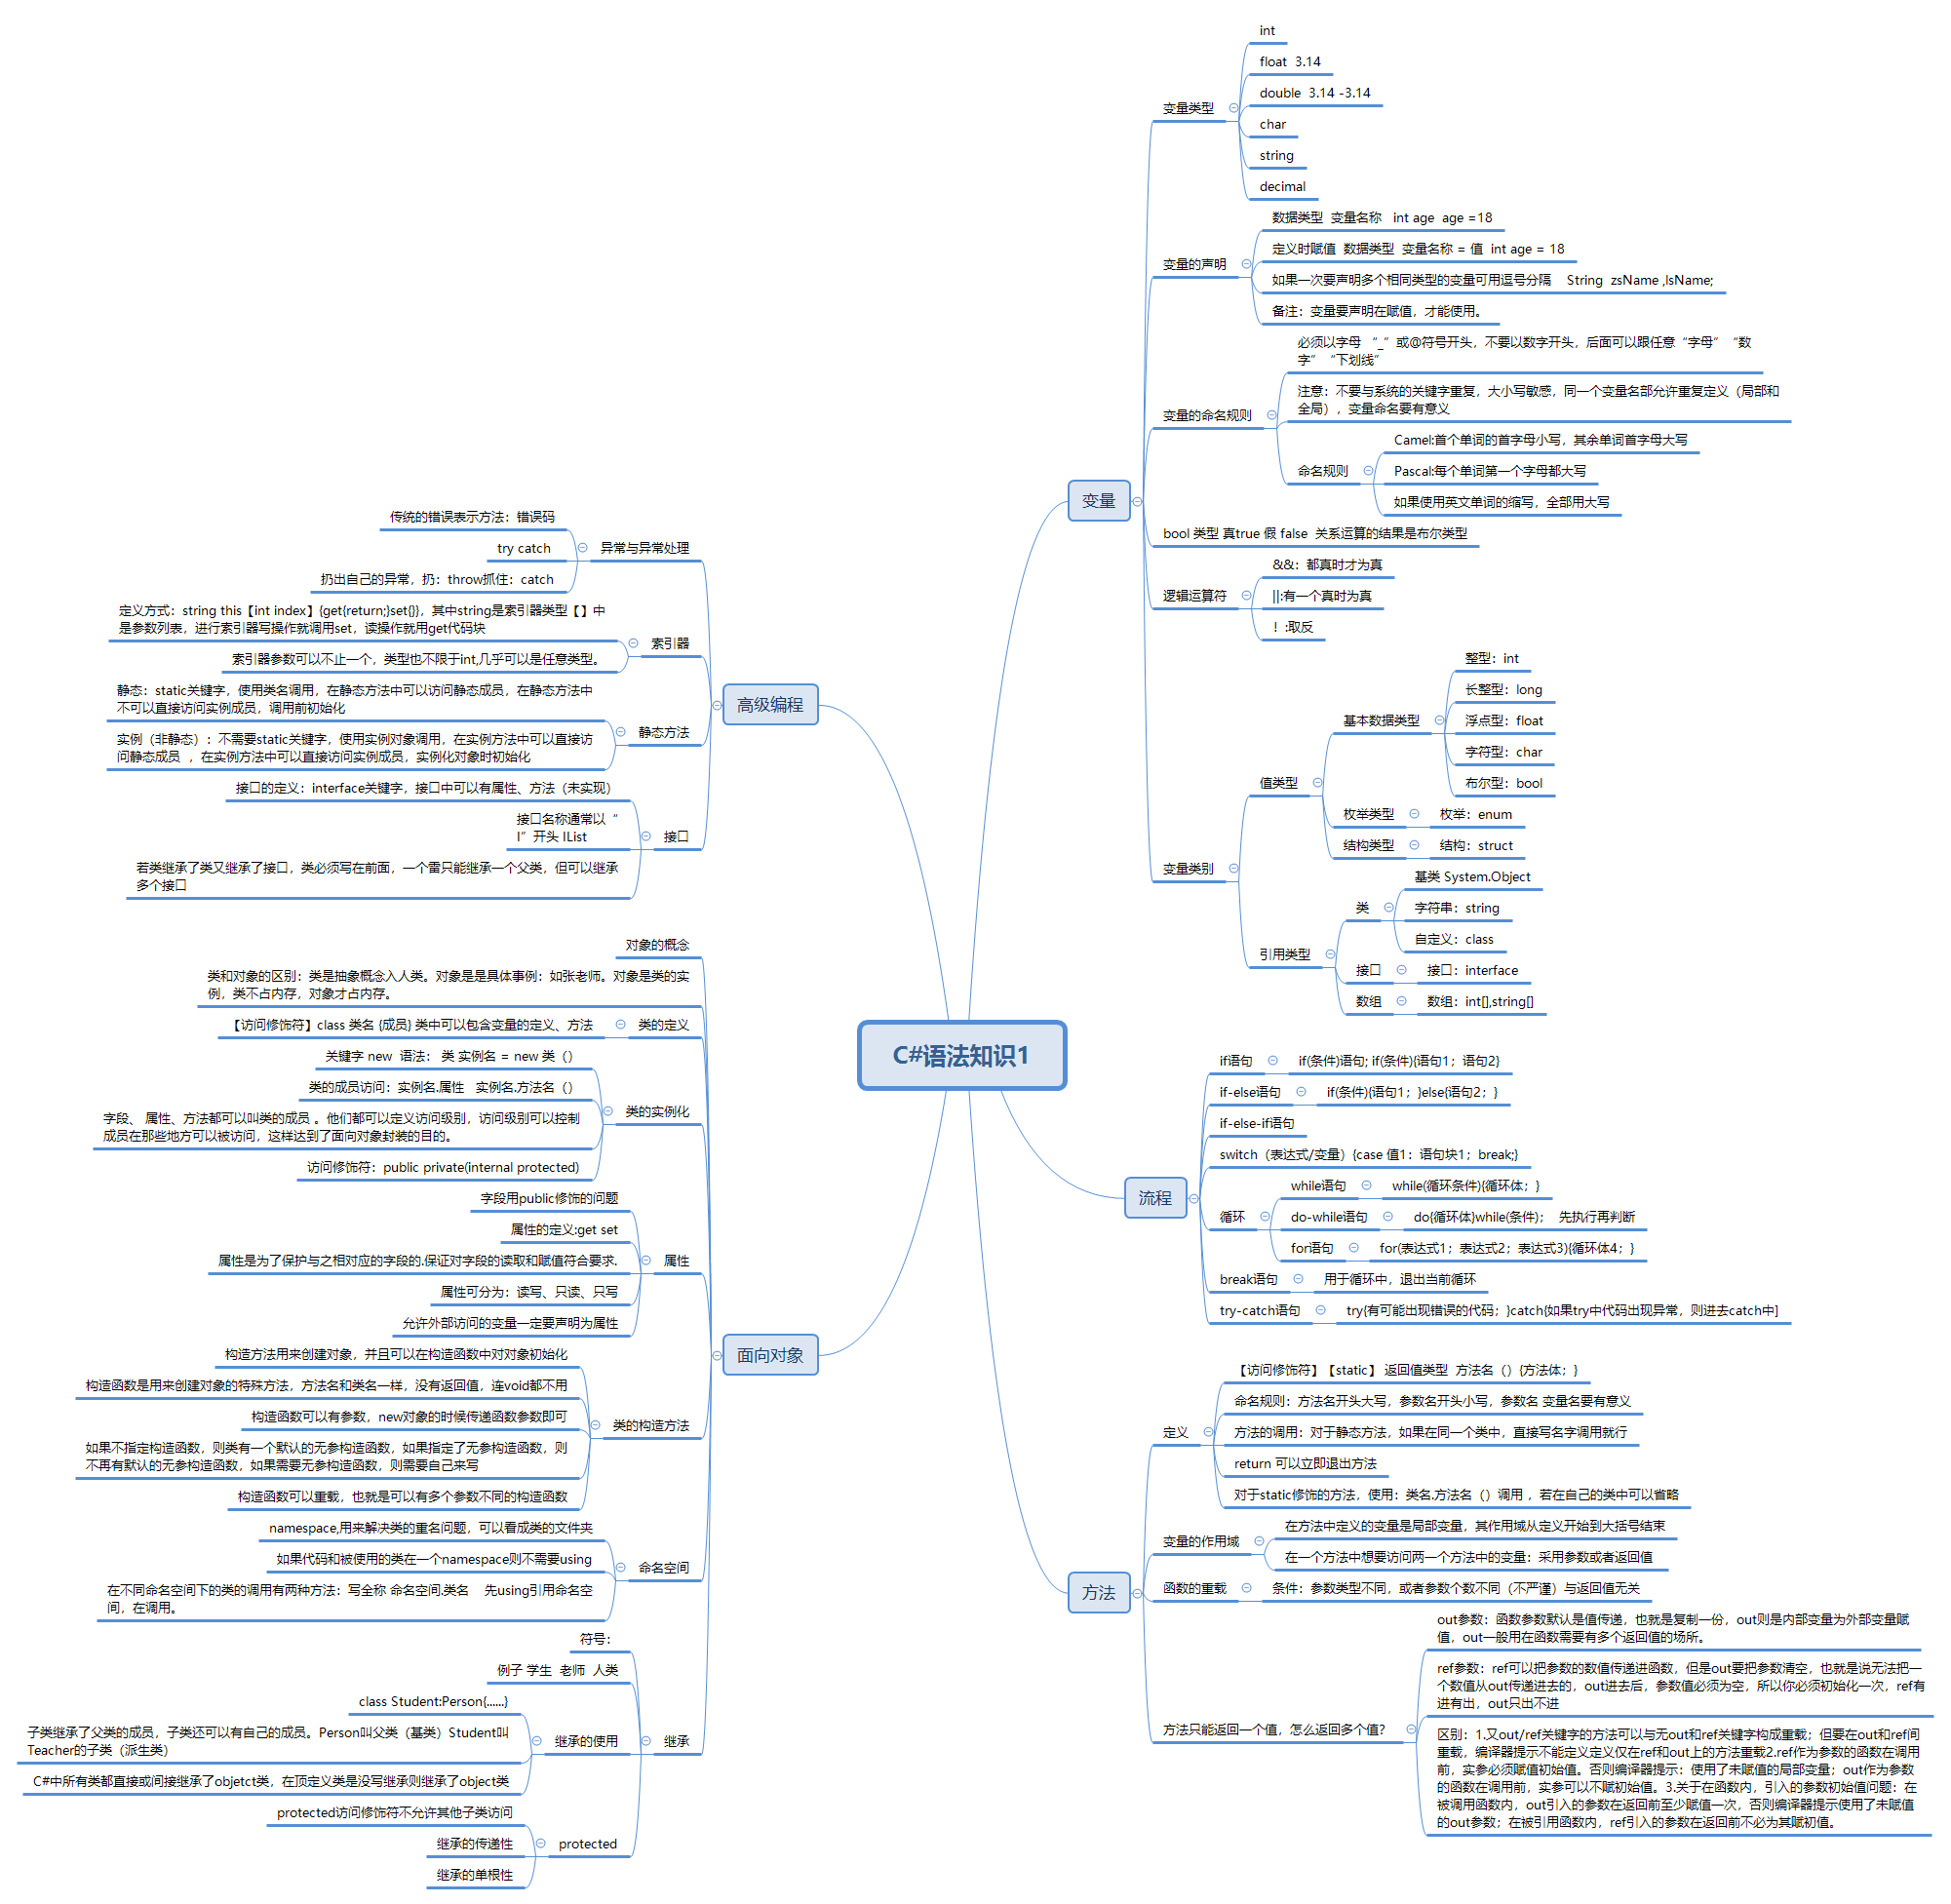 C#语法知识1
变量
变量类型
int
float  3.14
double  3.14 -3.14
char
string
decimal
变量的声明
数据类型  变量名称   int age  age =18
定义时赋值  数据类型  变量名称 = 值  int age = 18
如果一次要声明多个相同类型的变量可用逗号分隔    String  zsName ,lsName;
备注：变量要声明在赋值，才能使用。
变量的命名规则
必须以字母 “_”或@符号开头，不要以数字开头，后面可以跟任意“字母”“数
字”“下划线”
注意：不要与系统的关键字重复，大小写敏感，同一个变量名部允许重复定义（局部和
全局），变量命名要有意义
命名规则
Camel:首个单词的首字母小写，其余单词首字母大写
Pascal:每个单词第一个字母都大写
如果使用英文单词的缩写，全部用大写
bool 类型 真true 假 false  关系运算的结果是布尔类型
逻辑运算符
&&：都真时才为真
||:有一个真时为真
！:取反
变量类别
值类型
基本数据类型
整型：int
长整型：long
浮点型：float
字符型：char
布尔型：bool
枚举类型
枚举：enum
结构类型
结构：struct
引用类型
类
基类 System.Object
字符串：string
自定义：class
接口
接口：interface
数组
数组：int[],string[]
流程
if语句
if(条件)语句; if(条件){语句1；语句2}
if-else语句
if(条件){语句1；}else{语句2；}
if-else-if语句
switch（表达式/变量）{case 值1：语句块1；break;}
循环
while语句
while(循环条件){循环体；}
do-while语句
do{循环体}while(条件)；  先执行再判断
for语句
for(表达式1；表达式2；表达式3){循环体4；}
break语句
用于循环中，退出当前循环
try-catch语句
try{有可能出现错误的代码；}catch{如果try中代码出现异常，则进去catch中]
方法
定义
【访问修饰符】【static】 返回值类型  方法名（）{方法体；}
命名规则：方法名开头大写，参数名开头小写，参数名 变量名要有意义
方法的调用：对于静态方法，如果在同一个类中，直接写名字调用就行
return 可以立即退出方法
对于static修饰的方法，使用：类名.方法名（）调用 ，若在自己的类中可以省略
变量的作用域
在方法中定义的变量是局部变量，其作用域从定义开始到大括号结束
在一个方法中想要访问两一个方法中的变量：采用参数或者返回值
函数的重载
条件：参数类型不同，或者参数个数不同（不严谨）与返回值无关
方法只能返回一个值，怎么返回多个值？
out参数：函数参数默认是值传递，也就是复制一份，out则是内部变量为外部变量赋
值，out一般用在函数需要有多个返回值的场所。
ref参数：ref可以把参数的数值传递进函数，但是out要把参数清空，也就是说无法把一
个数值从out传递进去的，out进去后，参数值必须为空，所以你必须初始化一次，ref有
进有出，out只出不进
区别：1.又out/ref关键字的方法可以与无out和ref关键字构成重载；但要在out和ref间
重载，编译器提示不能定义定义仅在ref和out上的方法重载2.ref作为参数的函数在调用
前，实参必须赋值初始值。否则编译器提示：使用了未赋值的局部变量；out作为参数
的函数在调用前，实参可以不赋初始值。3.关于在函数内，引入的参数初始值问题：在
被调用函数内，out引入的参数在返回前至少赋值一次，否则编译器提示使用了未赋值
的out参数；在被引用函数内，ref引入的参数在返回前不必为其赋初值。
高级编程
异常与异常处理
传统的错误表示方法：错误码
try catch
扔出自己的异常，扔：throw抓住：catch
索引器
定义方式：string this【int index】{get{return;}set{}}，其中string是索引器类型【】中
是参数列表，进行索引器写操作就调用set，读操作就用get代码块
索引器参数可以不止一个，类型也不限于int,几乎可以是任意类型。
静态方法
静态：static关键字，使用类名调用，在静态方法中可以访问静态成员，在静态方法中
不可以直接访问实例成员，调用前初始化
实例（非静态）：不需要static关键字，使用实例对象调用，在实例方法中可以直接访
问静态成员 ，在实例方法中可以直接访问实例成员，实例化对象时初始化
接口
接口的定义：interface关键字，接口中可以有属性、方法（未实现）
接口名称通常以“
I”开头 IList
若类继承了类又继承了接口，类必须写在前面，一个雷只能继承一个父类，但可以继承
多个接口
面向对象
对象的概念
类和对象的区别：类是抽象概念入人类。对象是是具体事例：如张老师。对象是类的实
例，类不占内存，对象才占内存。
类的定义
【访问修饰符】class 类名 {成员} 类中可以包含变量的定义、方法
类的实例化
关键字 new  语法： 类 实例名 = new 类（）
类的成员访问：实例名.属性   实例名.方法名（）
字段、 属性、方法都可以叫类的成员 。他们都可以定义访问级别，访问级别可以控制
成员在那些地方可以被访问，这样达到了面向对象封装的目的。
访问修饰符：public private(internal protected)
属性
字段用public修饰的问题
属性的定义:get set
属性是为了保护与之相对应的字段的.保证对字段的读取和赋值符合要求.
属性可分为：读写、只读、只写
允许外部访问的变量一定要声明为属性
类的构造方法
构造方法用来创建对象，并且可以在构造函数中对对象初始化
构造函数是用来创建对象的特殊方法，方法名和类名一样，没有返回值，连void都不用
构造函数可以有参数，new对象的时候传递函数参数即可
如果不指定构造函数，则类有一个默认的无参构造函数，如果指定了无参构造函数，则
不再有默认的无参构造函数，如果需要无参构造函数，则需要自己来写
构造函数可以重载，也就是可以有多个参数不同的构造函数
命名空间
namespace,用来解决类的重名问题，可以看成类的文件夹
如果代码和被使用的类在一个namespace则不需要using
在不同命名空间下的类的调用有两种方法：写全称 命名空间.类名    先using引用命名空
间，在调用。
继承
符号：
例子 学生  老师  人类
继承的使用
class Student:Person{......}
子类继承了父类的成员，子类还可以有自己的成员。Person叫父类（基类）Student叫
Teacher的子类（派生类）
C#中所有类都直接或间接继承了objetct类，在顶定义类是没写继承则继承了object类
protected
protected访问修饰符不允许其他子类访问
继承的传递性
继承的单根性